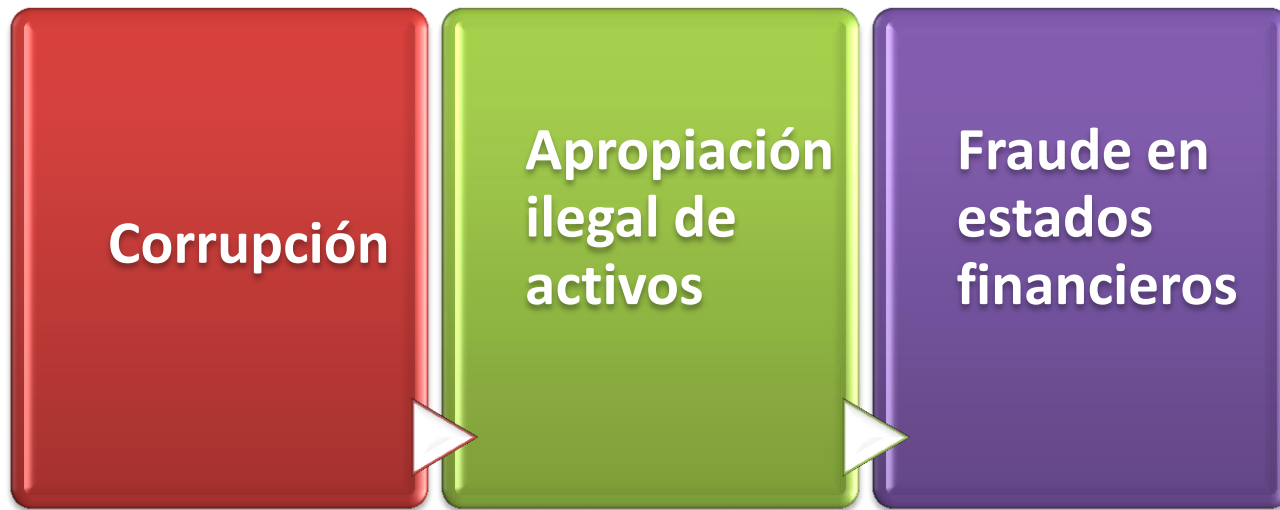 Corrupción
Apropiación
ilegal de
activos
Fraude en
estados
financieros